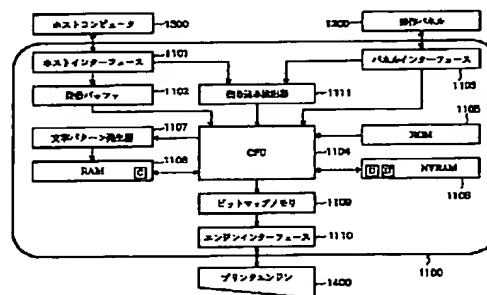 ホストコンピュータ
操作パネル
ホストインターフェース 1101
パネルインターフェース
1103
受信バッファ 1102
割り込み検出器 1111
文字パターン発生器 1107
CPU 1104
ROM 1105
RAM C
D D' NVRAM
ビットマップメモリ 1109
エンジンインターフェース 1110
1100
プリンタエンジン 1400